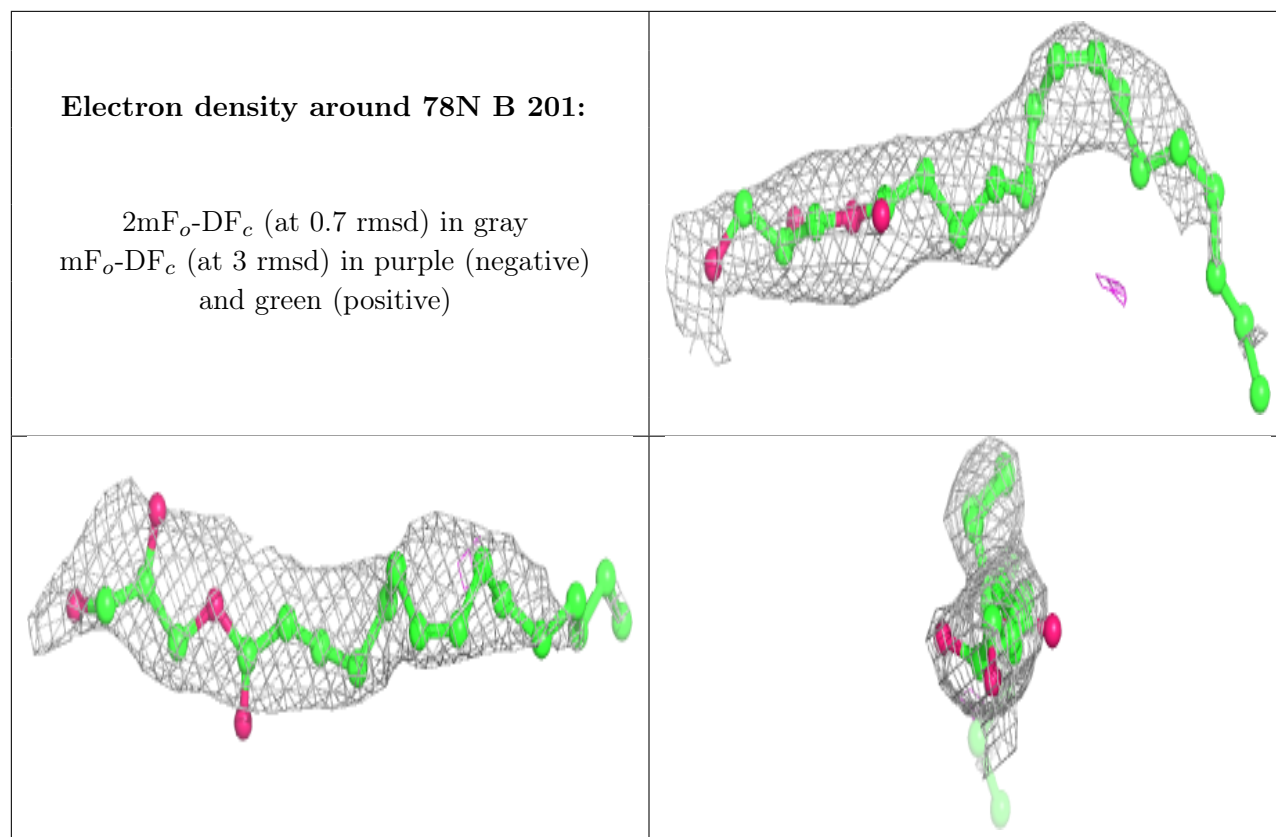 Electron density around 78N B 201:
2mFₒ-DF𝒸 (at 0.7 rmsd) in gray
mFₒ-DF𝒸 (at 3 rmsd) in purple (negative)
and green (positive)